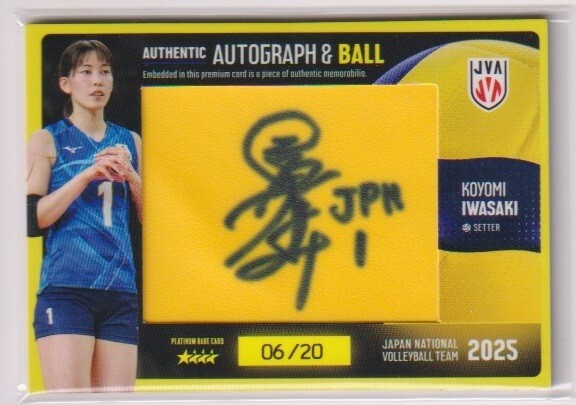 AUTHENTIC AUTOGRAPH & BALL
Embedded in this premium card is a piece of authentic memorabilia.
JVA
1
JPN
1
KOYOMI
IWASAKI
SETTER
1
PLATINUM RARE CARD
06/20
JAPAN NATIONAL
VOLLEYBALL TEAM 2025